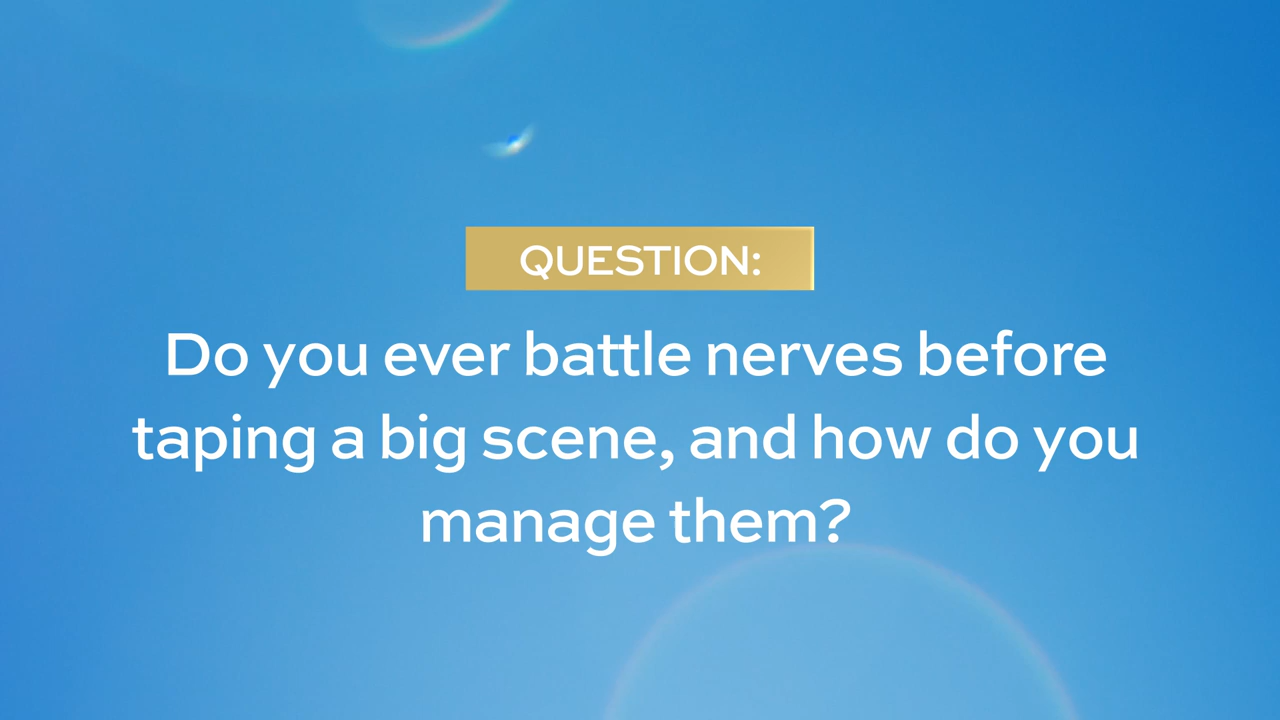 QUESTION:
Do you ever battle nerves before
taping a big scene, and how do you
manage them?